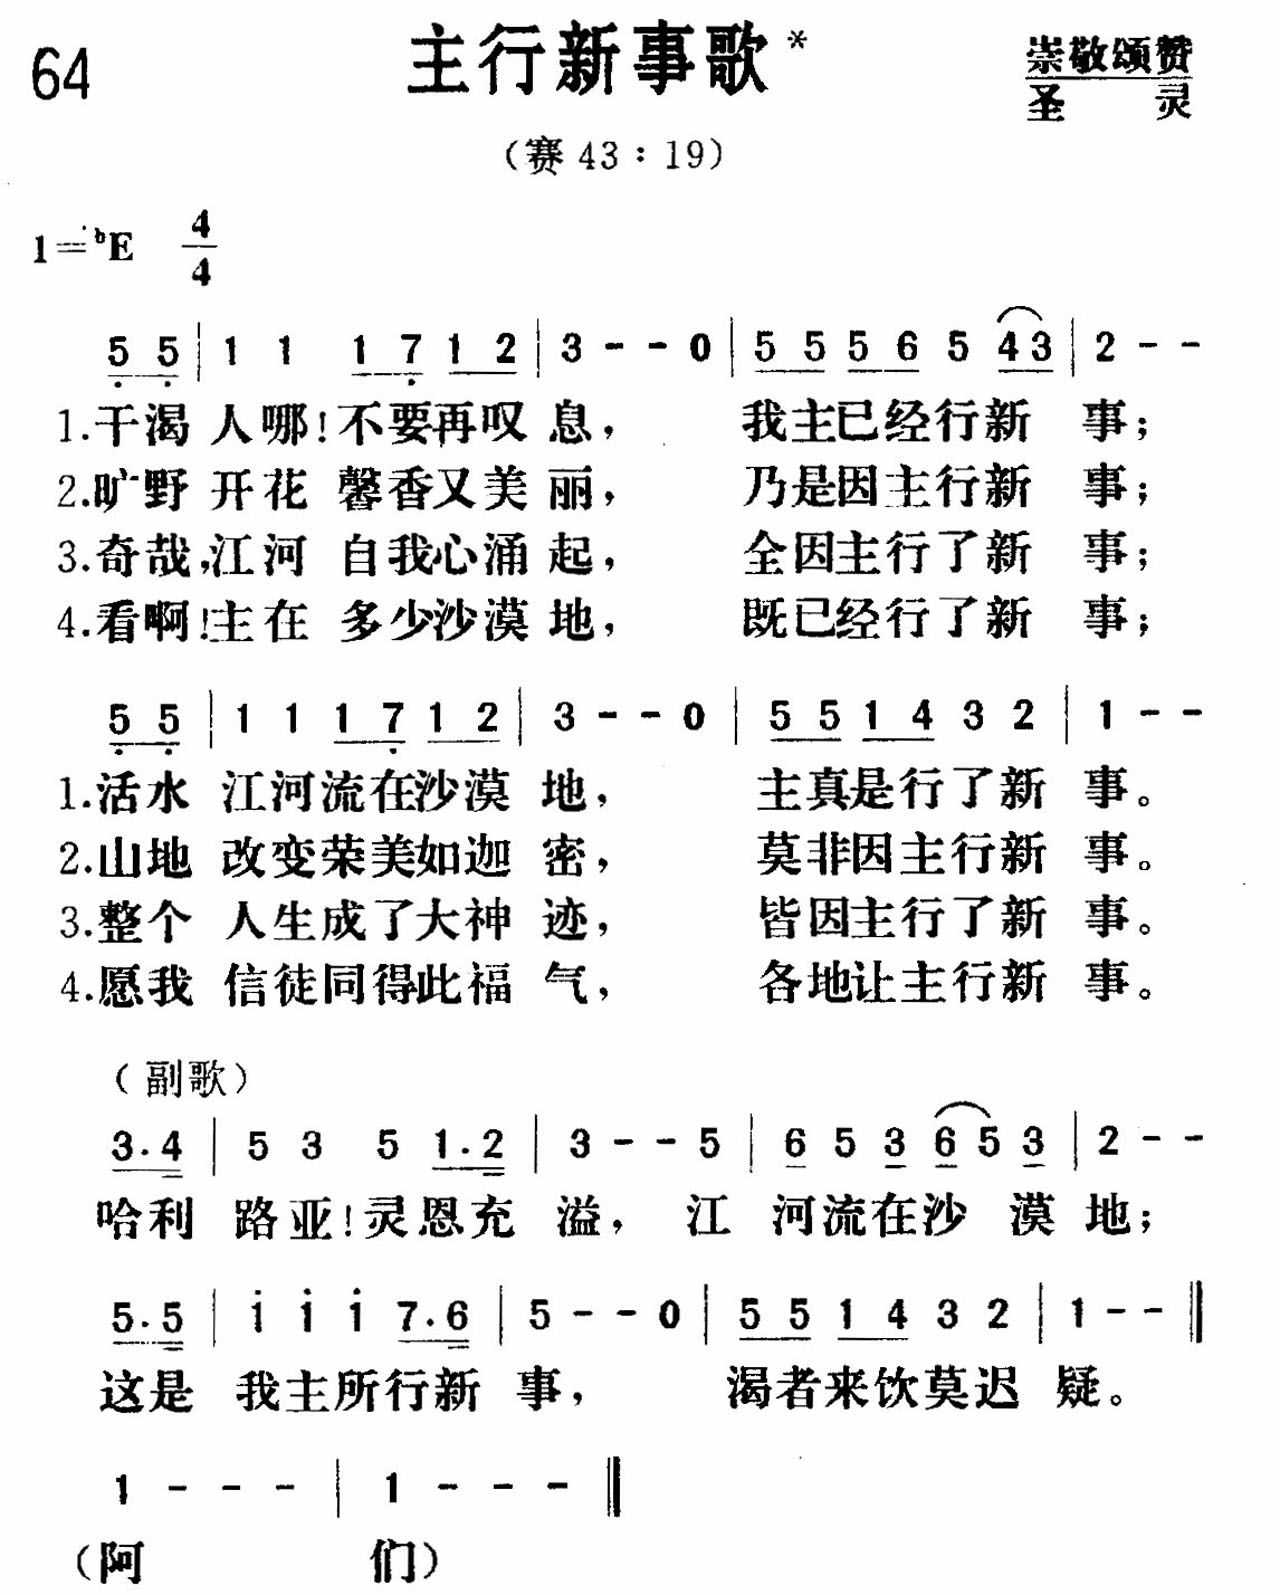 64
主行新事歌*
崇敬颂赞
圣 灵
(赛 43：19)
1=♭E 4/4
5̣ 5̣ | 1 1 1 7̣ 1 2 | 3 - - 0 | 5 5 5 6 5 4 3 | 2 - -
1.干渴 人哪!不要再叹 息， 我主已经行新 事；
2.旷野 开花 馨香又美 丽， 乃是因主行新 事；
3.奇哉,江河 自我心涌 起， 全因主行了新 事；
4.看啊!主在 多少沙漠 地， 既已经行了新 事；
5̣ 5̣ | 1 1 1 7̣ 1 2 | 3 - - 0 | 5 5 1 4 3 2 | 1 - -
1.活水 江河流在沙漠 地， 主真是行了新 事。
2.山地 改变荣美如迦 密， 莫非因主行新 事。
3.整个 人生成了大神 迹， 皆因主行了新 事。
4.愿我 信徒同得此福 气， 各地让主行新 事。
(副歌)
3. 4 | 5 3 5 1. 2 | 3 - - 5 | 6 5 3 6 5 3 | 2 - -
哈利 路亚!灵恩充 溢， 江 河流在沙 漠 地；
5. 5 | 1̇ 1̇ 1̇ 7. 6 | 5 - - 0 | 5 5 1 4 3 2 | 1 - - ‖
这是 我主所行新 事， 渴者来饮莫迟 疑。
1 - - - | 1 - - - ‖
(阿 们)